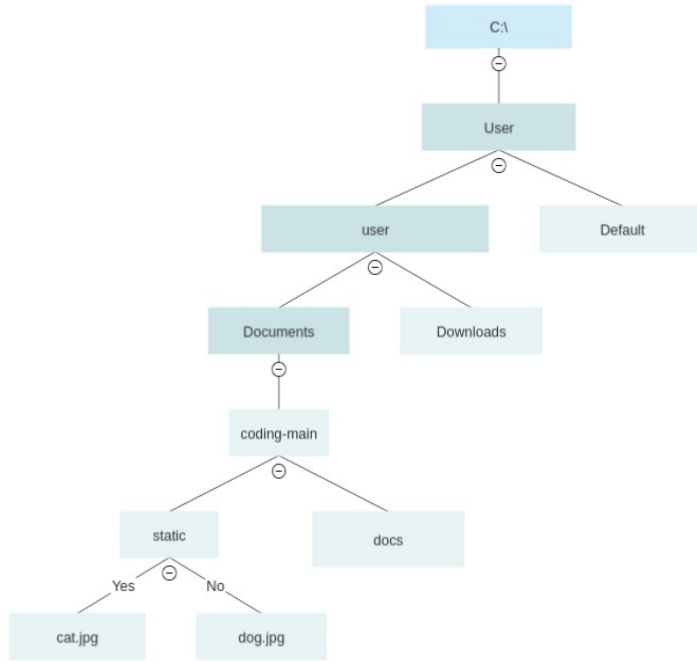 C:\
User
user
Default
Documents
Downloads
coding-main
static
docs
Yes
No
cat.jpg
dog.jpg